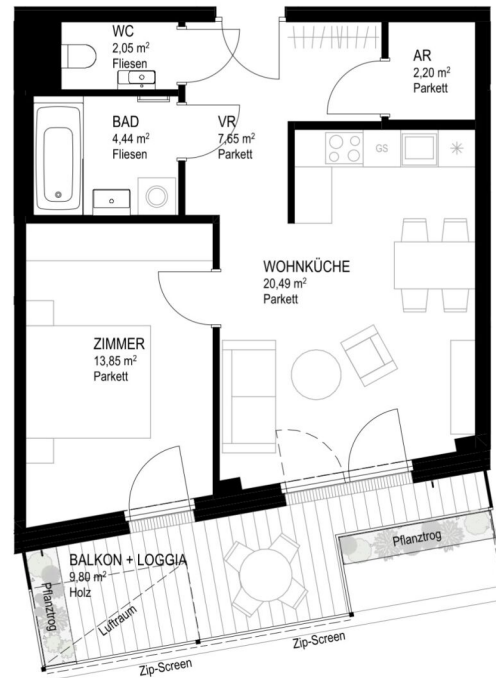 WC
2,05 m²
Fliesen
AR
2,20 m²
Parkett
BAD
4,44 m²
Fliesen
VR
7,65 m²
Parkett
GS
WOHNKÜCHE
20,49 m²
Parkett
ZIMMER
13,85 m²
Parkett
Pflanztrog
BALKON + LOGGIA
9,80 m²
Holz
Pflanztrog
Luftraum
Zip-Screen
Zip-Screen